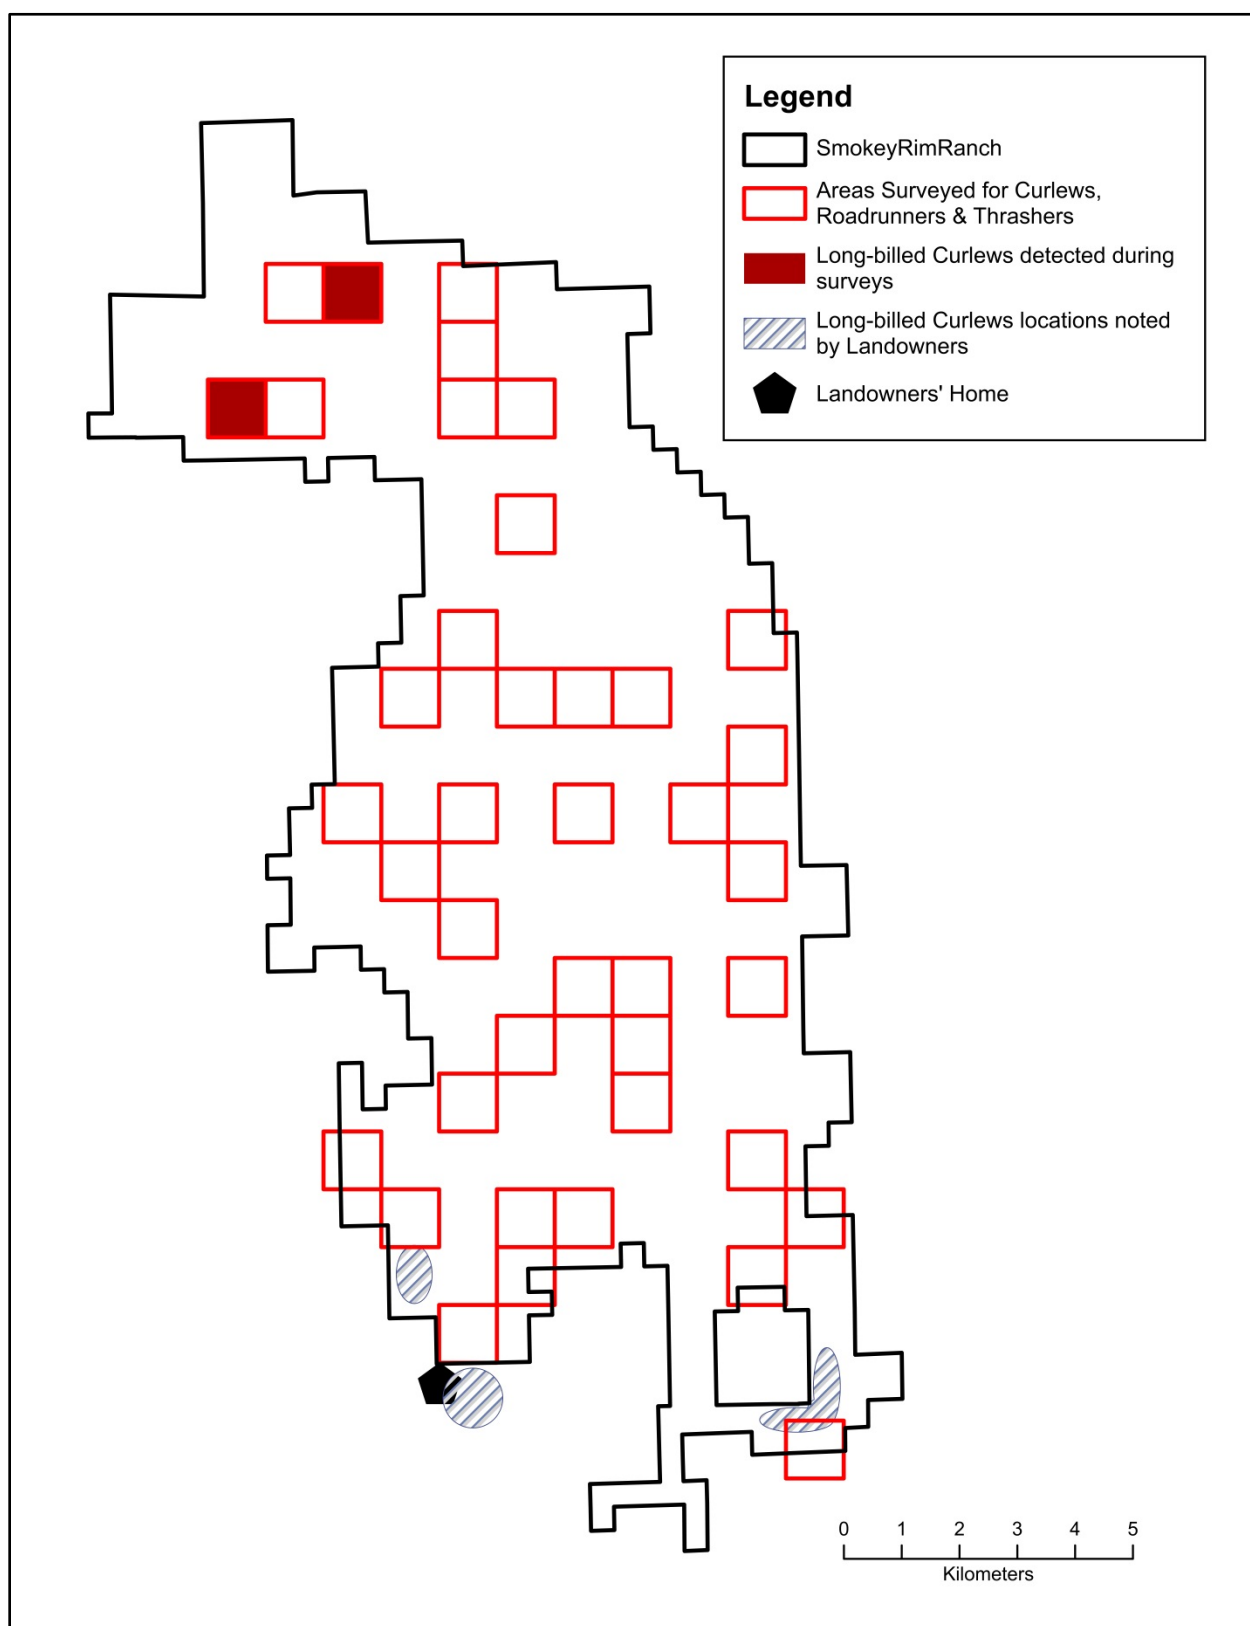 Legend
SmokeyRimRanch
Areas Surveyed for Curlews,
Roadrunners & Thrashers
Long-billed Curlews detected during
surveys
Long-billed Curlews locations noted
by Landowners
Landowners' Home
0 1 2 3 4 5
Kilometers